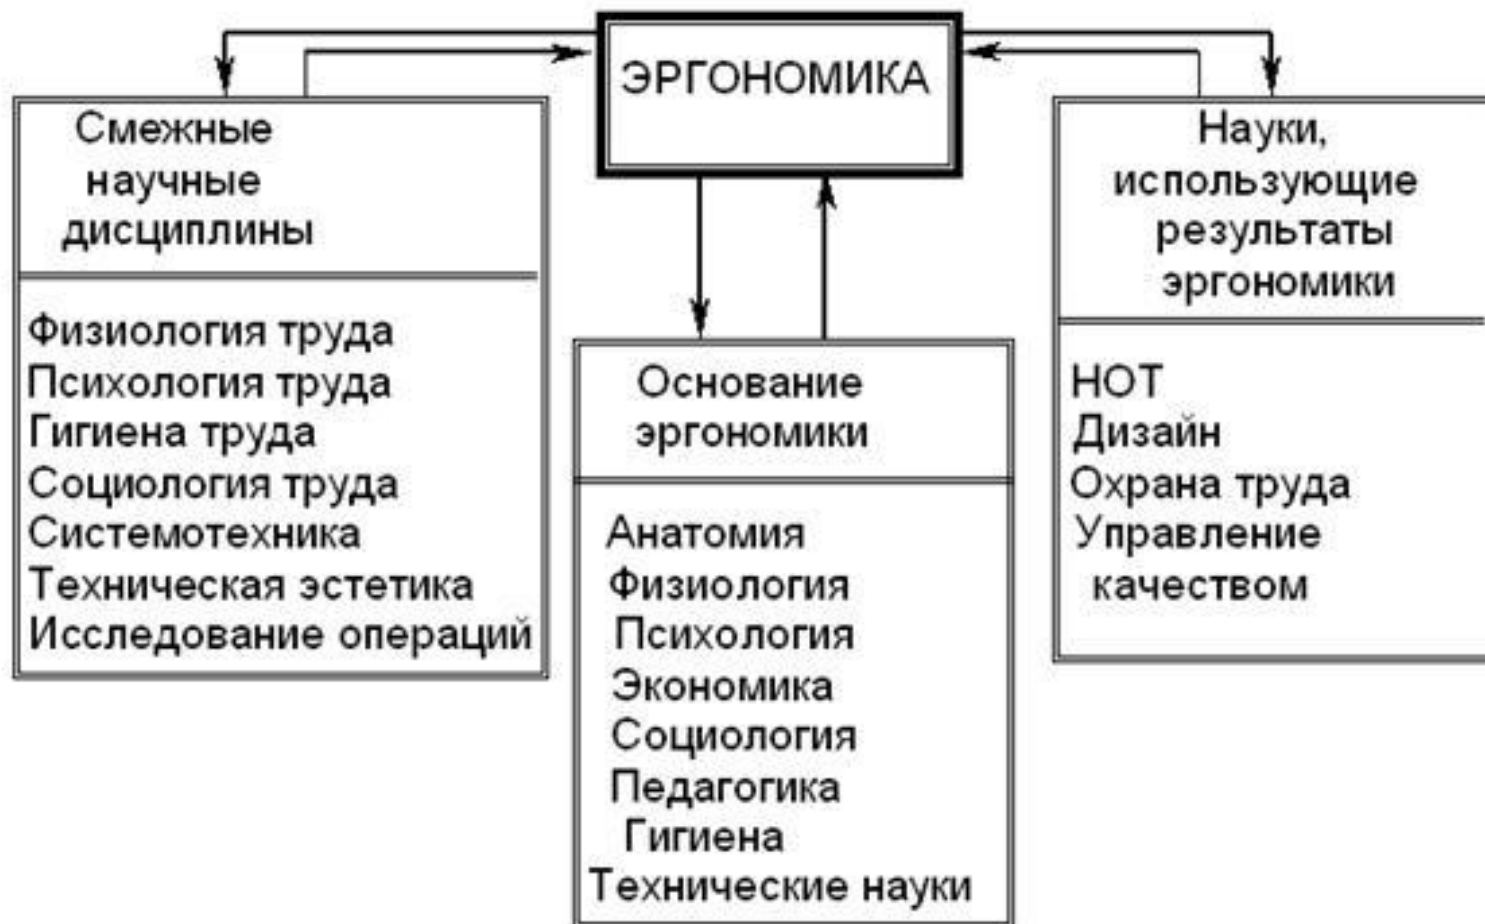 ЭРГОНОМИКА
Смежные
научные
дисциплины
Физиология труда
Психология труда
Гигиена труда
Социология труда
Системотехника
Техническая эстетика
Исследование операций
Основание
эргономики
Анатомия
Физиология
Психология
Экономика
Социология
Педагогика
Гигиена
Технические науки
Науки,
использующие
результаты
эргономики
НОТ
Дизайн
Охрана труда
Управление
качеством